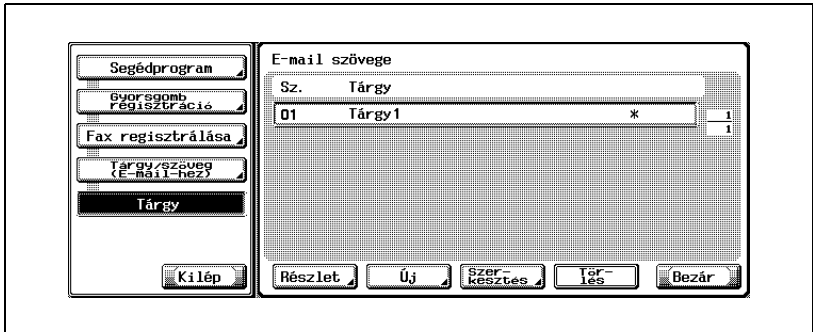 Segédprogram
Gyorsgomb
regisztráció
Fax regisztrálása
Tárgy/szöveg
(E-mail-hez)
Tárgy
Kilép
E-mail szövege
Sz. Tárgy
01 Tárgy1 *
1
1
Részlet
Új
Szer-
kesztés
Tör-
lés
Bezár